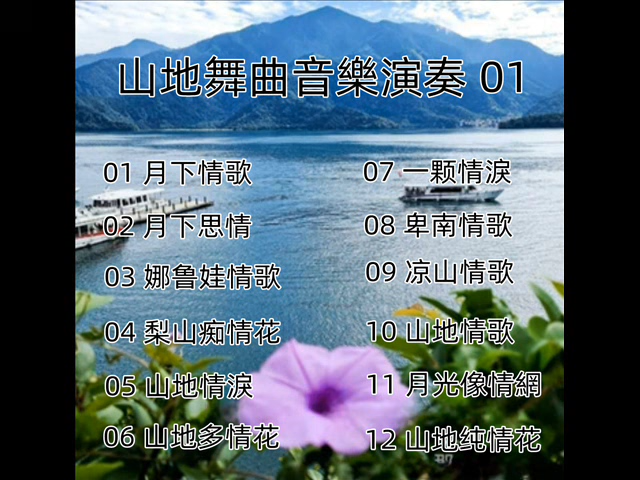 山地舞曲音樂演奏 01
01 月下情歌
02 月下思情
03 娜鲁娃情歌
04 梨山痴情花
05 山地情淚
06 山地多情花
07 一颗情淚
08 卑南情歌
09 凉山情歌
10 山地情歌
11 月光像情網
12 山地纯情花